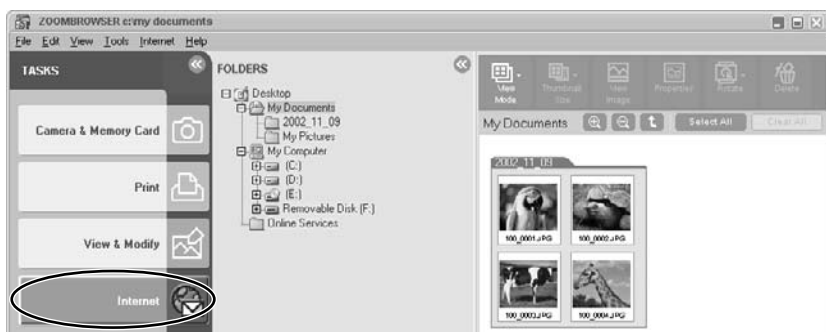 ZOOMBROWSER c:\my documents
File Edit View Tools Internet Help
TASKS
Camera & Memory Card
Print
View & Modify
Internet
FOLDERS
Desktop
My Documents
2002_11_09
My Pictures
My Computer
(C:)
(D:)
(E:)
Removable Disk (F:)
Online Services
View Mode
Thumbnail Size
View Image
Properties
Rotate
Delete
My Documents
Select All
Clear All
2002_11_09
100_0001.JPG
100_0002.JPG
100_0003.JPG
100_0004.JPG